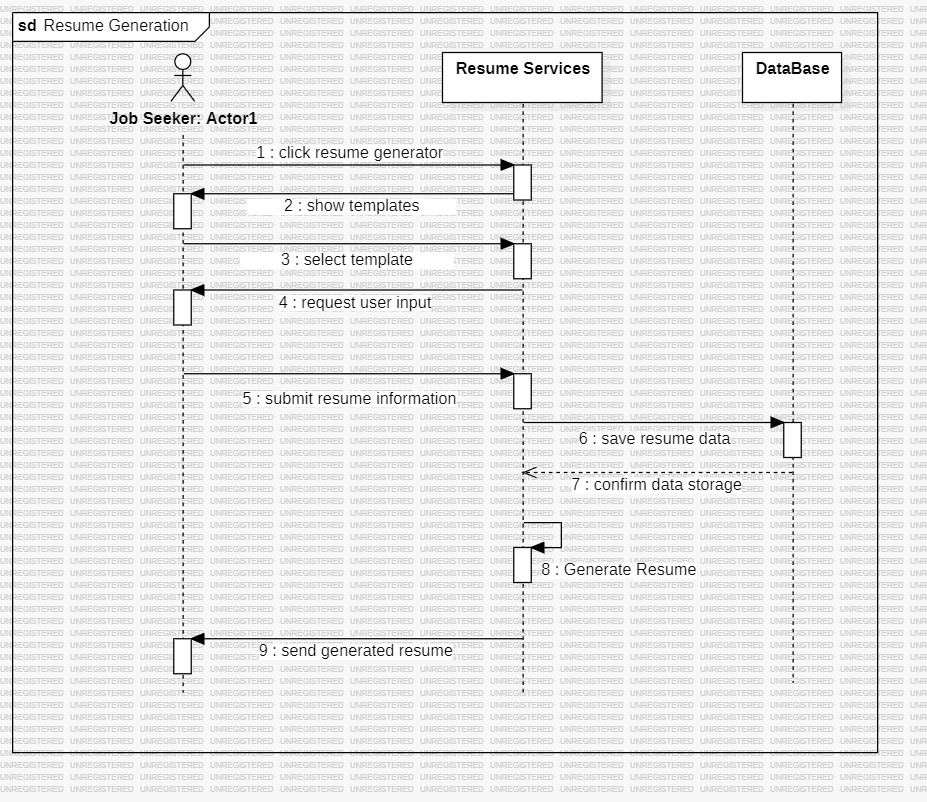 sd Resume Generation
Resume Services
DataBase
Job Seeker: Actor1
1 : click resume generator
2 : show templates
3 : select template
4 : request user input
5 : submit resume information
6 : save resume data
7 : confirm data storage
8 : Generate Resume
9 : send generated resume
UNREGISTERED